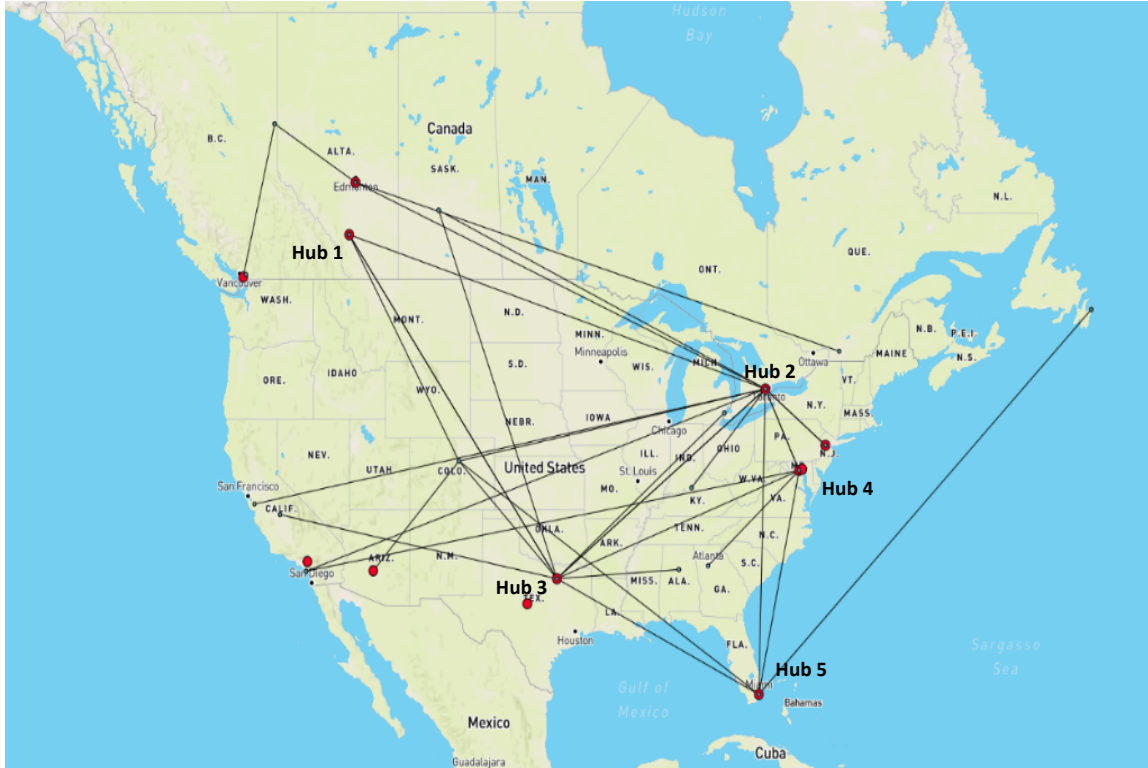 Hudson
Bay
Canada
B.C.
ALTA.
SASK.
MAN.
Edmonton
N.L.
Hub 1
QUE.
ONT.
Vancouver
WASH.
MONT.
N.D.
MINN.
N.B.
P.E.I.
Minneapolis
Ottawa
MAINE
N.S.
ORE.
IDAHO
S.D.
WIS.
MICH.
Hub 2
VT.
WYO.
Toronto
N.Y.
MASS.
NEBR.
IOWA
Chicago
PA.
NEV.
UTAH
COLO.
United States
ILL.
IND.
OHIO
N.J.
St. Louis
W.VA.
San Francisco
MO.
KY.
VA.
Hub 4
CALIF.
OKLA.
TENN.
N.C.
ARIZ.
N.M.
ARK.
Atlanta
S.C.
San Diego
Hub 3
MISS.
ALA.
GA.
TEX.
LA.
Houston
FLA.
Sargasso
Sea
Hub 5
Miami
Gulf of
Mexico
Bahamas
Mexico
Cuba
Guadalajara